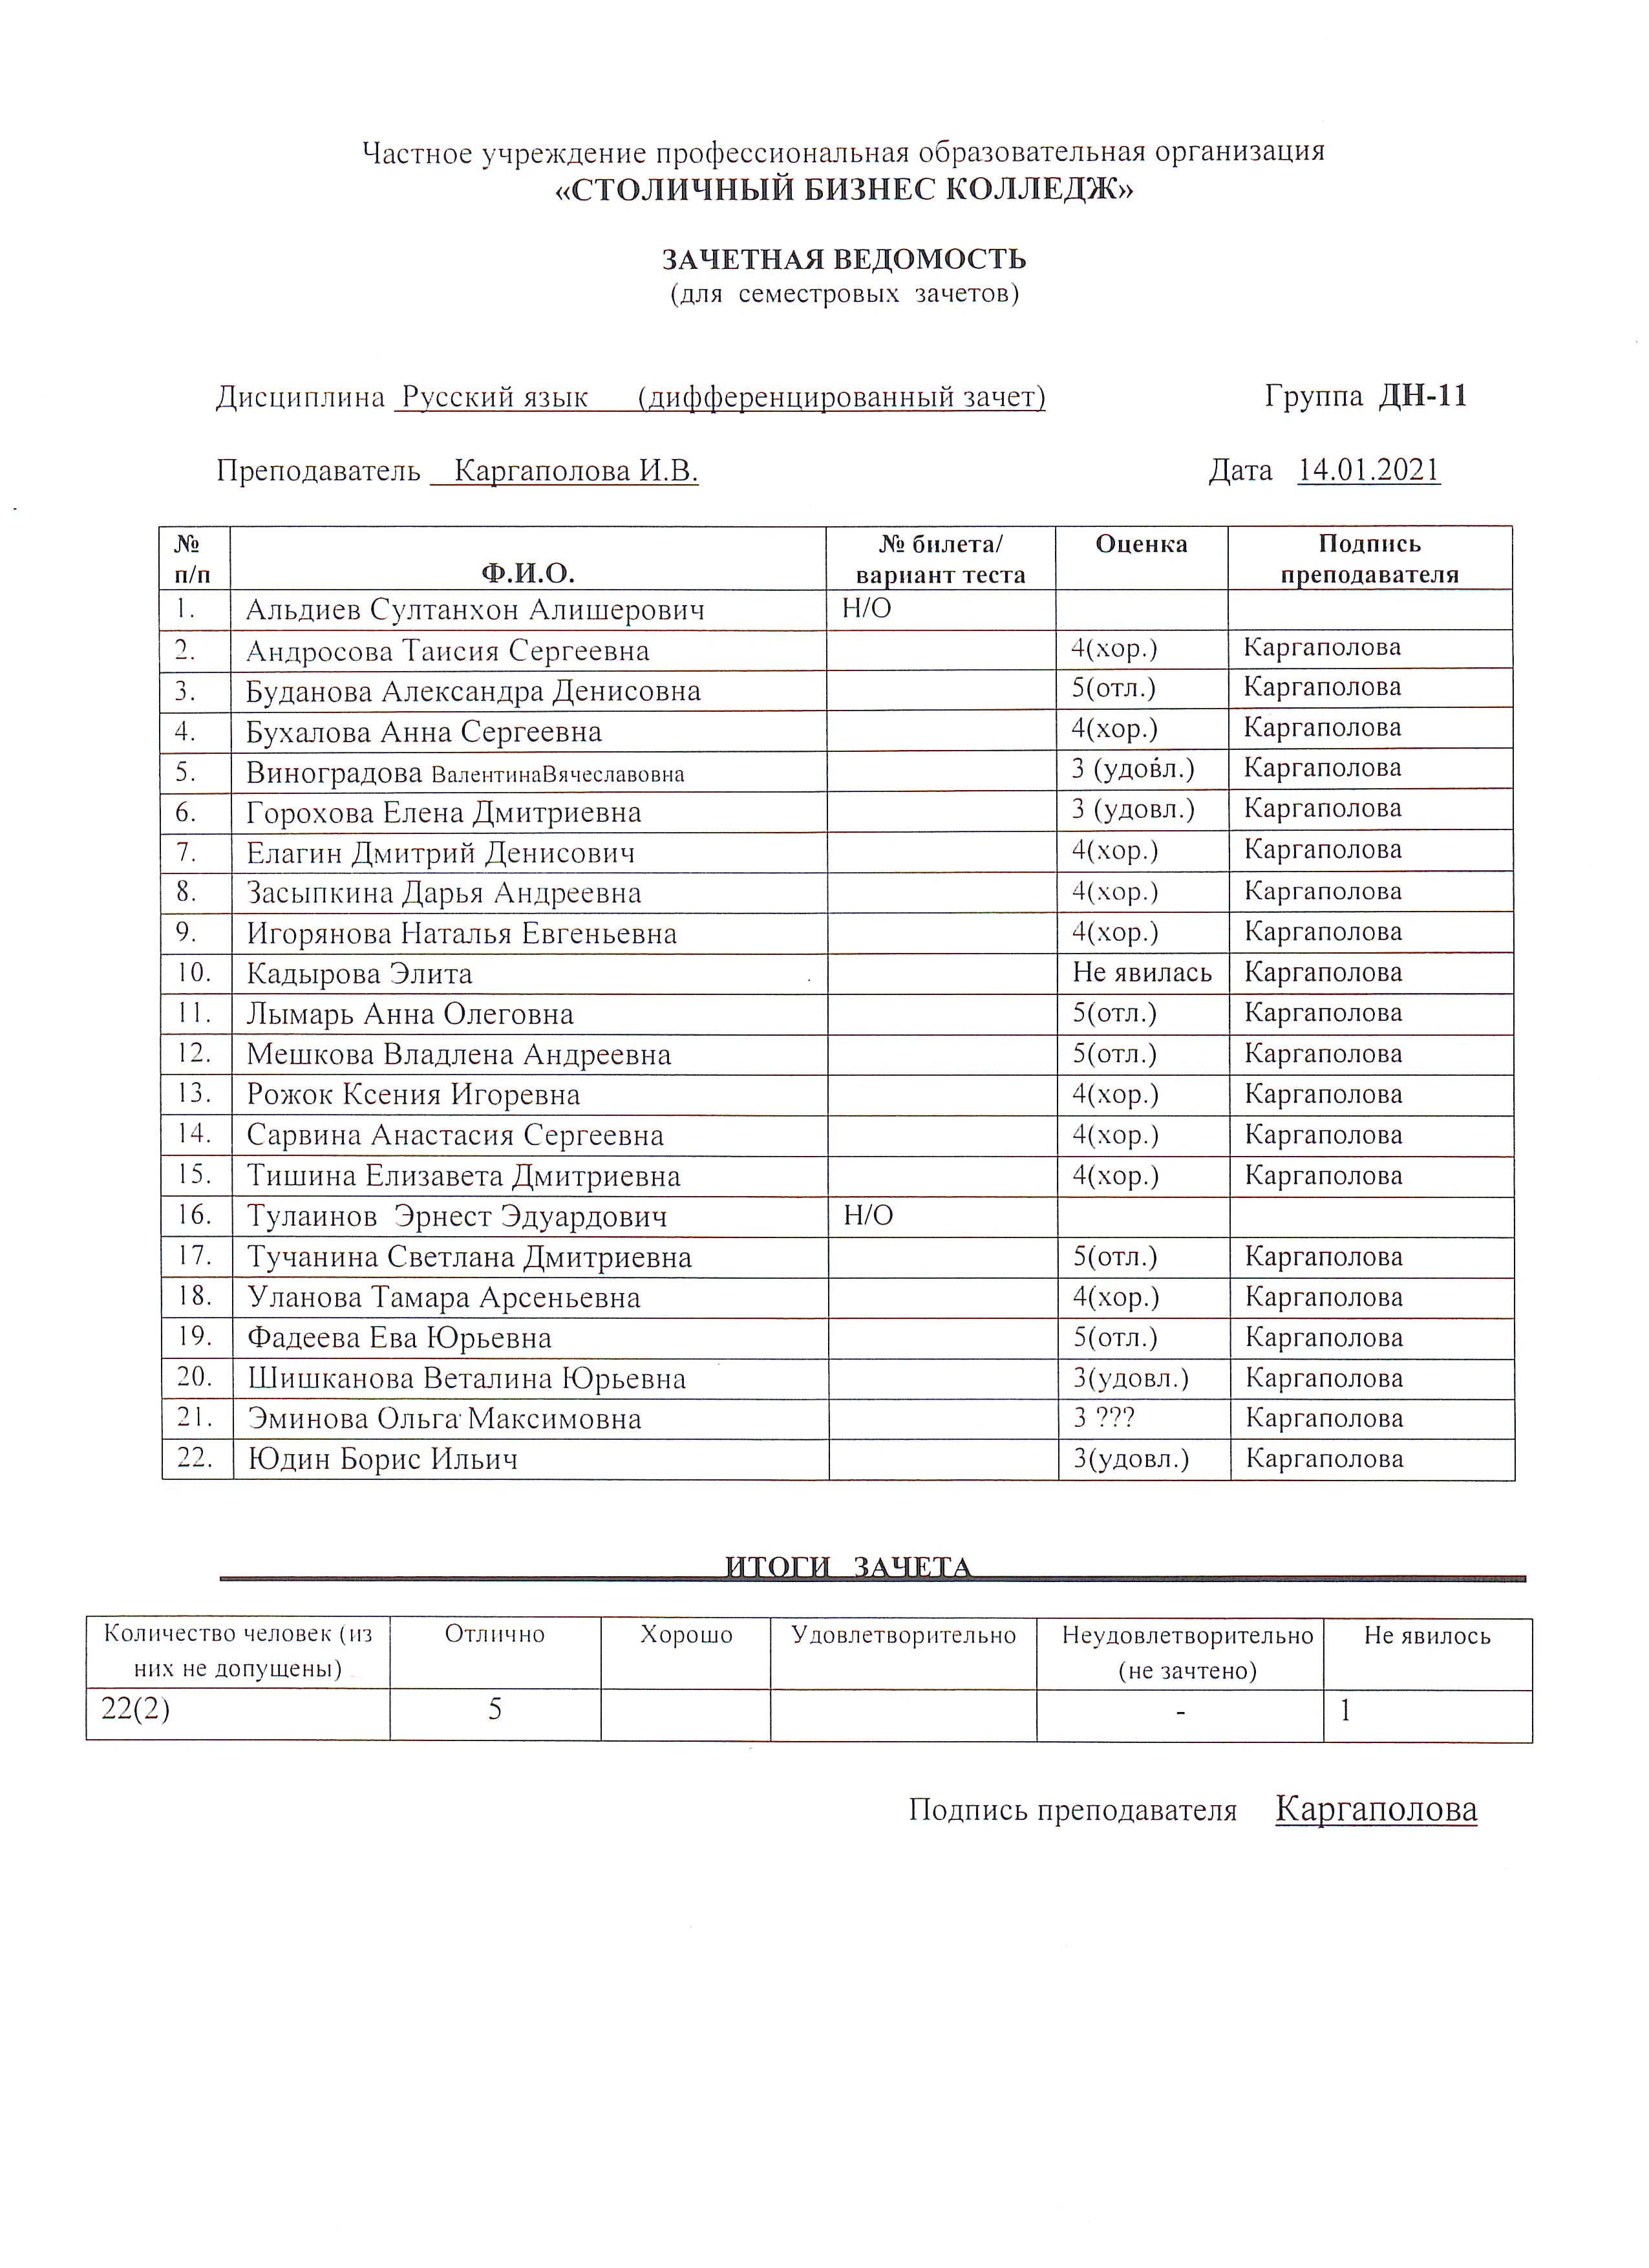 Частное учреждение профессиональная образовательная организация
«СТОЛИЧНЫЙ БИЗНЕС КОЛЛЕДЖ»
ЗАЧЕТНАЯ ВЕДОМОСТЬ
(для семестровых зачетов)
Дисциплина Русский язык (дифференцированный зачет) Группа ДН-11
Преподаватель Каргаполова И.В. Дата 14.01.2021
№ п/п Ф.И.О. № билета/ вариант теста Оценка Подпись преподавателя
1. Альдиев Султанхон Алишерович Н/О
2. Андросова Таисия Сергеевна 4(хор.) Каргаполова
3. Буданова Александра Денисовна 5(отл.) Каргаполова
4. Бухалова Анна Сергеевна 4(хор.) Каргаполова
5. Виноградова ВалентинаВячеславовна 3 (удовл.) Каргаполова
6. Горохова Елена Дмитриевна 3 (удовл.) Каргаполова
7. Елагин Дмитрий Денисович 4(хор.) Каргаполова
8. Засыпкина Дарья Андреевна 4(хор.) Каргаполова
9. Игорянова Наталья Евгеньевна 4(хор.) Каргаполова
10. Кадырова Элита Не явилась Каргаполова
11. Лымарь Анна Олеговна 5(отл.) Каргаполова
12. Мешкова Владлена Андреевна 5(отл.) Каргаполова
13. Рожок Ксения Игоревна 4(хор.) Каргаполова
14. Сарвина Анастасия Сергеевна 4(хор.) Каргаполова
15. Тишина Елизавета Дмитриевна 4(хор.) Каргаполова
16. Тулаинов Эрнест Эдуардович Н/О
17. Тучанина Светлана Дмитриевна 5(отл.) Каргаполова
18. Уланова Тамара Арсеньевна 4(хор.) Каргаполова
19. Фадеева Ева Юрьевна 5(отл.) Каргаполова
20. Шишканова Веталина Юрьевна 3(удовл.) Каргаполова
21. Эминова Ольга Максимовна 3 ??? Каргаполова
22. Юдин Борис Ильич 3(удовл.) Каргаполова
ИТОГИ ЗАЧЕТА
Количество человек (из них не допущены) Отлично Хорошо Удовлетворительно Неудовлетворительно (не зачтено) Не явилось
22(2) 5 - 1
Подпись преподавателя Каргаполова